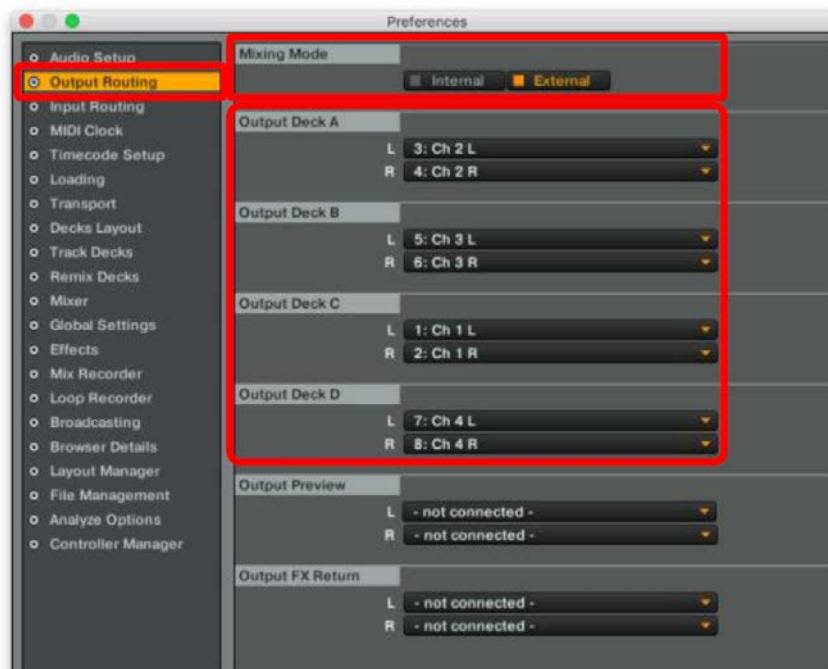 Preferences
Audio Setup
Output Routing
Input Routing
MIDI Clock
Timecode Setup
Loading
Transport
Decks Layout
Track Decks
Remix Decks
Mixer
Global Settings
Effects
Mix Recorder
Loop Recorder
Broadcasting
Browser Details
Layout Manager
File Management
Analyze Options
Controller Manager
Mixing Mode
Internal External
Output Deck A
L 3: Ch 2 L
R 4: Ch 2 R
Output Deck B
L 5: Ch 3 L
R 6: Ch 3 R
Output Deck C
L 1: Ch 1 L
R 2: Ch 1 R
Output Deck D
L 7: Ch 4 L
R 8: Ch 4 R
Output Preview
L - not connected -
R - not connected -
Output FX Return
L - not connected -
R - not connected -